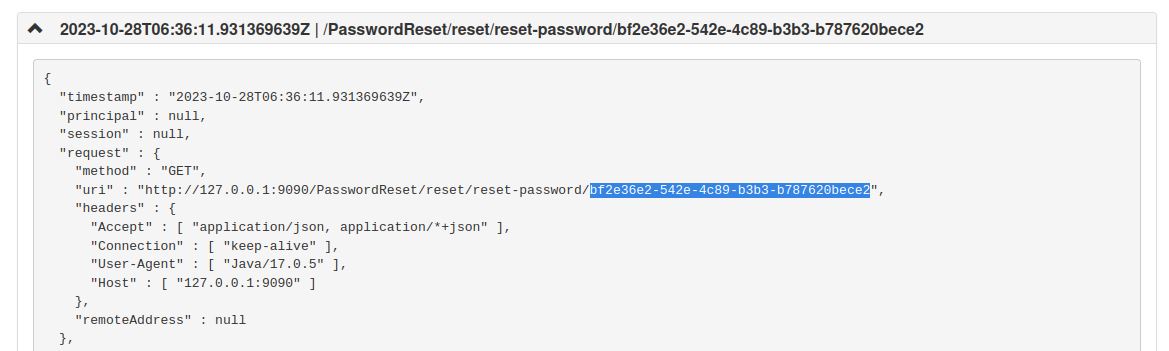 2023-10-28T06:36:11.931369639Z | /PasswordReset/reset/reset-password/bf2e36e2-542e-4c89-b3b3-b787620bece2
{
  "timestamp" : "2023-10-28T06:36:11.931369639Z",
  "principal" : null,
  "session" : null,
  "request" : {
    "method" : "GET",
    "uri" : "http://127.0.0.1:9090/PasswordReset/reset/reset-password/bf2e36e2-542e-4c89-b3b3-b787620bece2",
    "headers" : {
      "Accept" : [ "application/json, application/*+json" ],
      "Connection" : [ "keep-alive" ],
      "User-Agent" : [ "Java/17.0.5" ],
      "Host" : [ "127.0.0.1:9090" ]
    },
    "remoteAddress" : null
  },